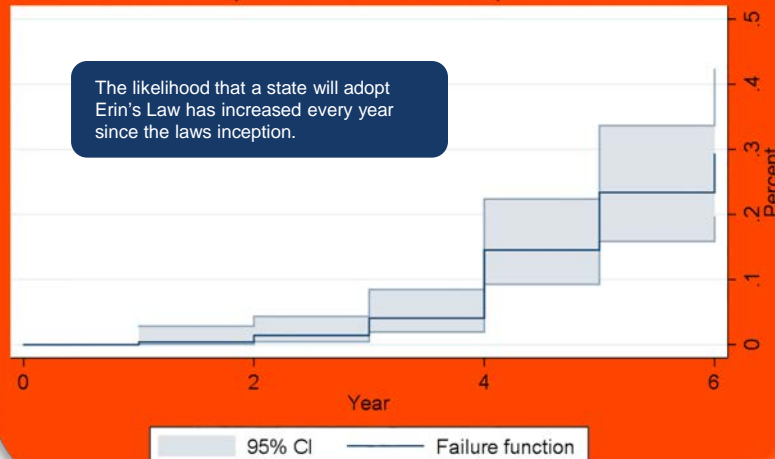 The likelihood that a state will adopt
Erin's Law has increased every year
since the laws inception.
.5
.4
.3
.2
.1
0
Percent
0
2
4
6
Year
95% CI
Failure function